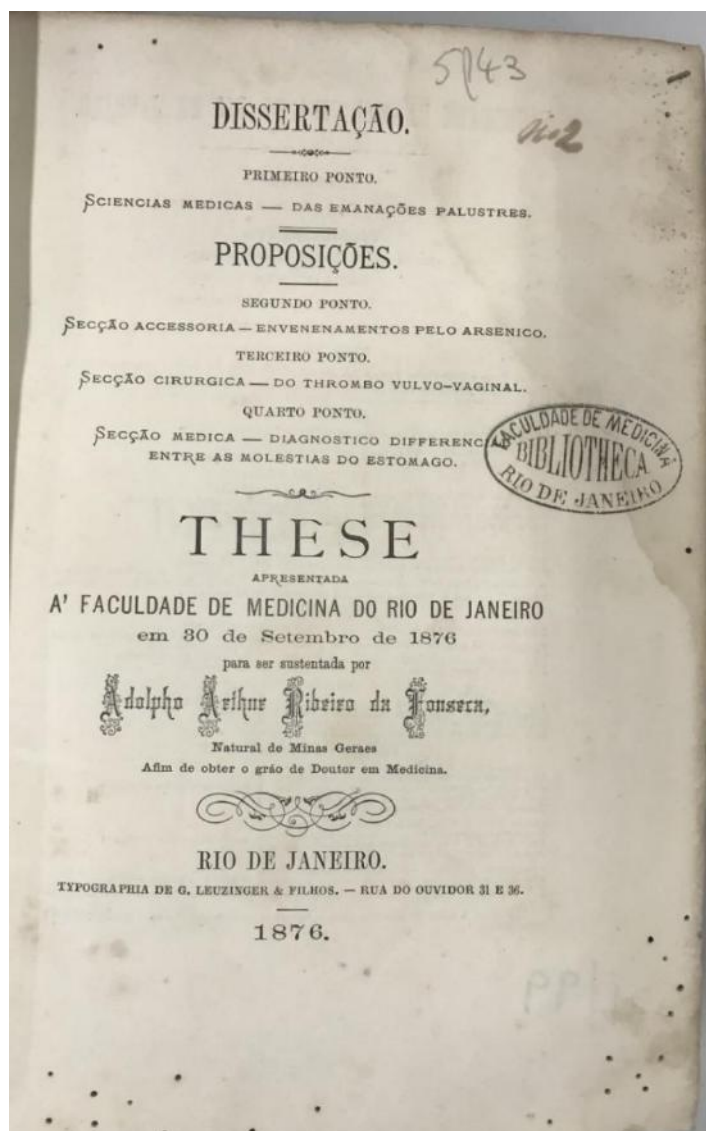 5143
DISSERTAÇÃO.
PRIMEIRO PONTO.
SCIENCIAS MEDICAS — DAS EMANAÇÕES PALUSTRES.
PROPOSIÇÕES.
SEGUNDO PONTO.
SECÇÃO ACCESSORIA — ENVENENAMENTOS PELO ARSENICO.
TERCEIRO PONTO.
SECÇÃO CIRURGICA — DO THROMBO VULVO-VAGINAL.
QUARTO PONTO.
SECÇÃO MEDICA — DIAGNOSTICO DIFFERENC
ENTRE AS MOLESTIAS DO ESTOMAGO.
FACULDADE DE MEDICINA
BIBLIOTHECA
RIO DE JANEIRO
THESE
APRESENTADA
A' FACULDADE DE MEDICINA DO RIO DE JANEIRO
em 30 de Setembro de 1876
para ser sustentada por
Adolpho Arthur Ribeiro da Fonseca,
Natural de Minas Geraes
Afim de obter o gráo de Doutor em Medicina.
RIO DE JANEIRO.
TYPOGRAPHIA DE G. LEUZINGER & FILHOS. — RUA DO OUVIDOR 31 E 36.
1876.